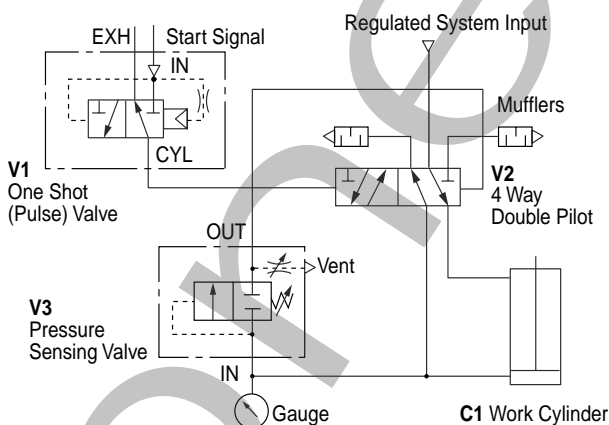 EXH
Start Signal
Regulated System Input
IN
Mufflers
CYL
V1
One Shot
(Pulse) Valve
V2
4 Way
Double Pilot
OUT
Vent
V3
Pressure
Sensing Valve
IN
Gauge
C1 Work Cylinder